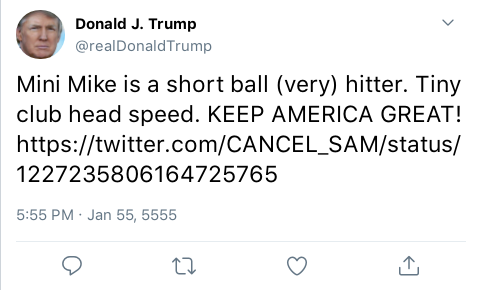 Donald J. Trump
@realDonaldTrump
Mini Mike is a short ball (very) hitter. Tiny
club head speed. KEEP AMERICA GREAT!
https://twitter.com/CANCEL_SAM/status/
1227235806164725765
5:55 PM · Jan 55, 5555